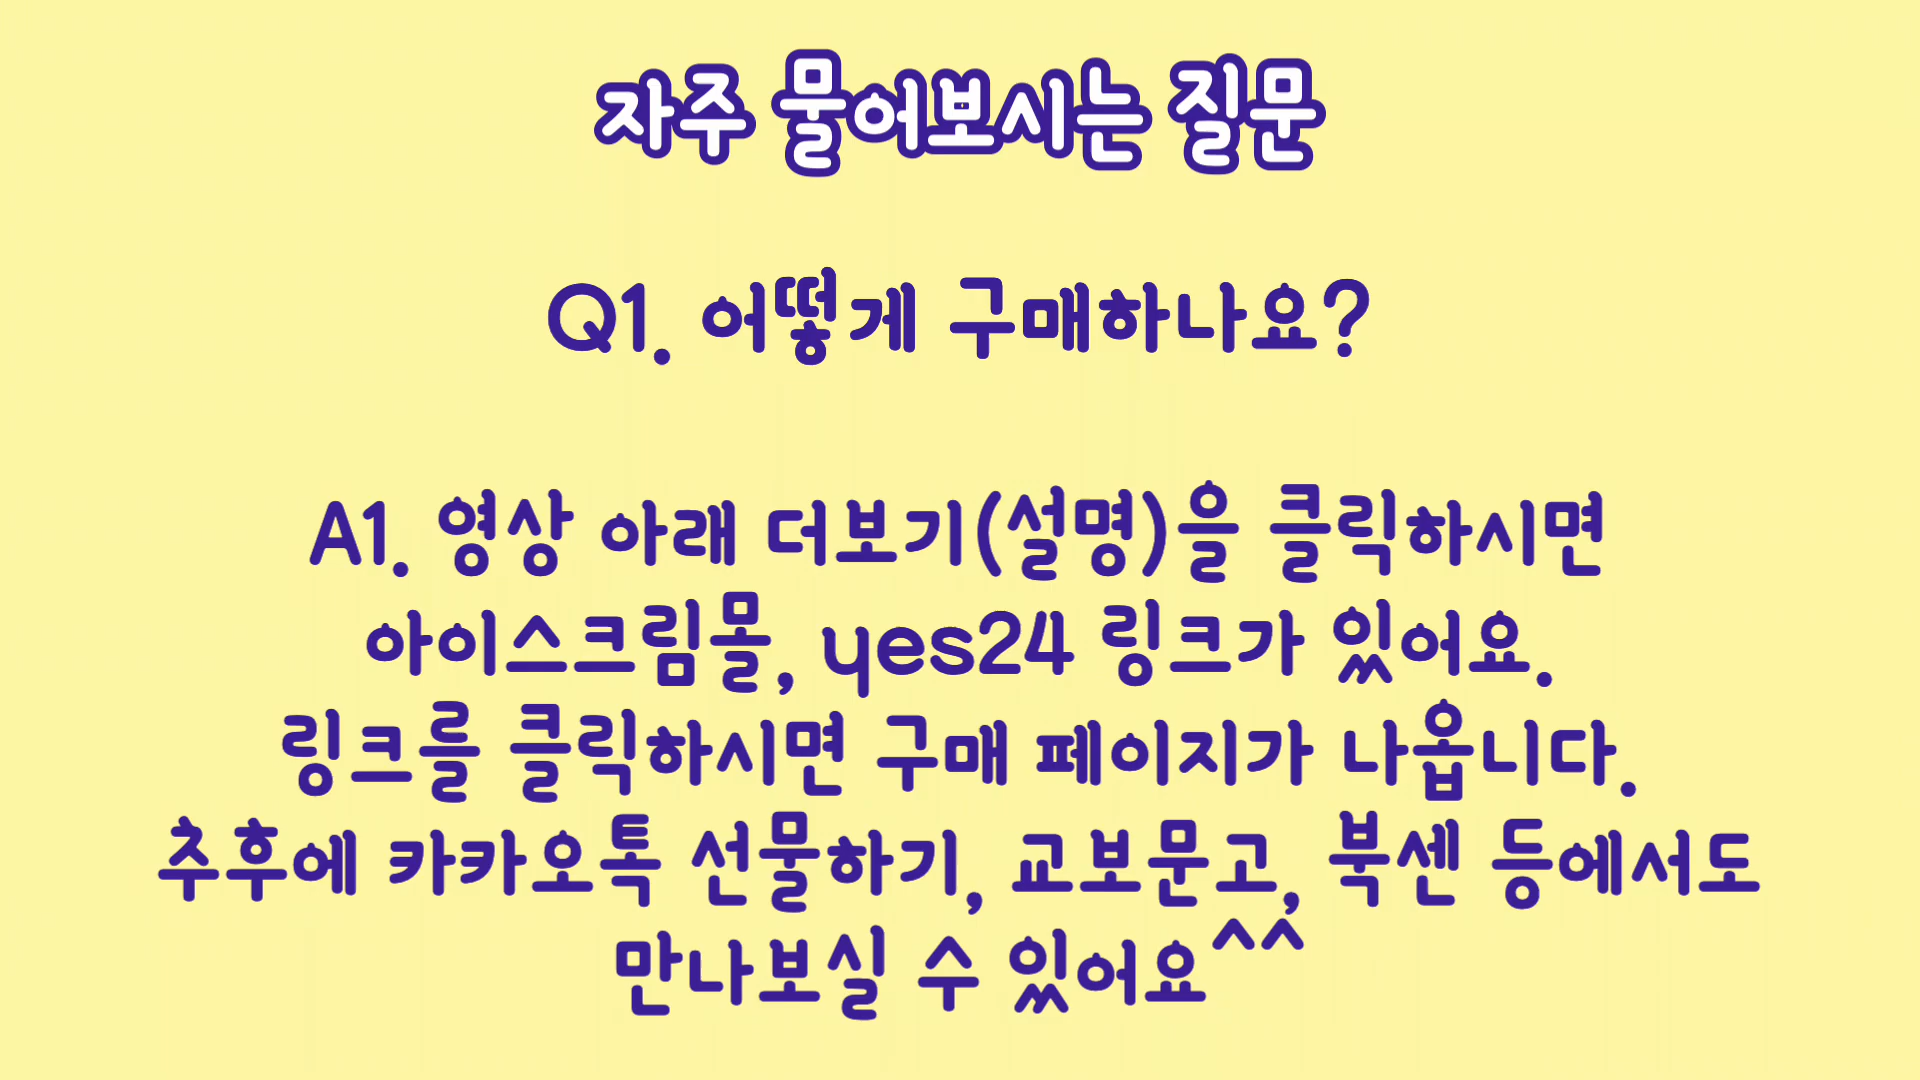 자주 물어보시는 질문
Q1. 어떻게 구매하나요?
A1. 영상 아래 더보기(설명)을 클릭하시면
아이스크림몰, yes24 링크가 있어요.
링크를 클릭하시면 구매 페이지가 나옵니다.
추후에 카카오톡 선물하기, 교보문고, 북센 등에서도
만나보실 수 있어요^^